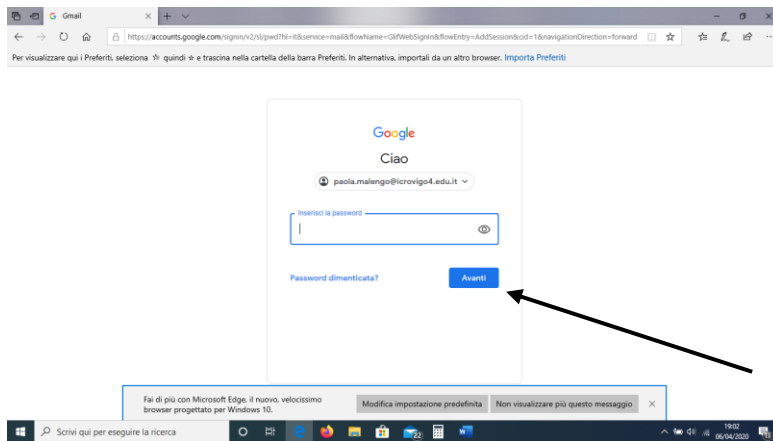 Gmail
https://accounts.google.com/signin/v2/sl/pwd?hl=it&service=mail&flowName=GlifWebSignIn&flowEntry=AddSession&cid=1&navigationDirection=forward
Per visualizzare qui i Preferiti, seleziona quindi e trascina nella cartella della barra Preferiti. In alternativa, importali da un altro browser. Importa Preferiti
Google
Ciao
paola.malengo@icrovigo4.edu.it
Inserisci la password
Password dimenticata?
Avanti
Fai di più con Microsoft Edge, il nuovo, velocissimo
browser progettato per Windows 10.
Modifica impostazione predefinita
Non visualizzare più questo messaggio
Scrivi qui per eseguire la ricerca
22
19:02
06/04/2020